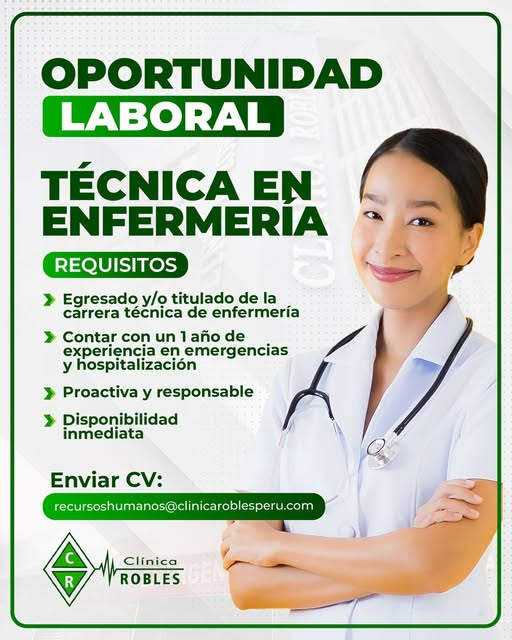 OPORTUNIDAD
LABORAL
TÉCNICA EN
ENFERMERÍA
REQUISITOS
Egresado y/o titulado de la
carrera técnica de enfermería
Contar con un 1 año de
experiencia en emergencias
y hospitalización
Proactiva y responsable
Disponibilidad
inmediata
Enviar CV:
recursoshumanos@clinicaroblesperu.com
C
R
Clínica
ROBLES